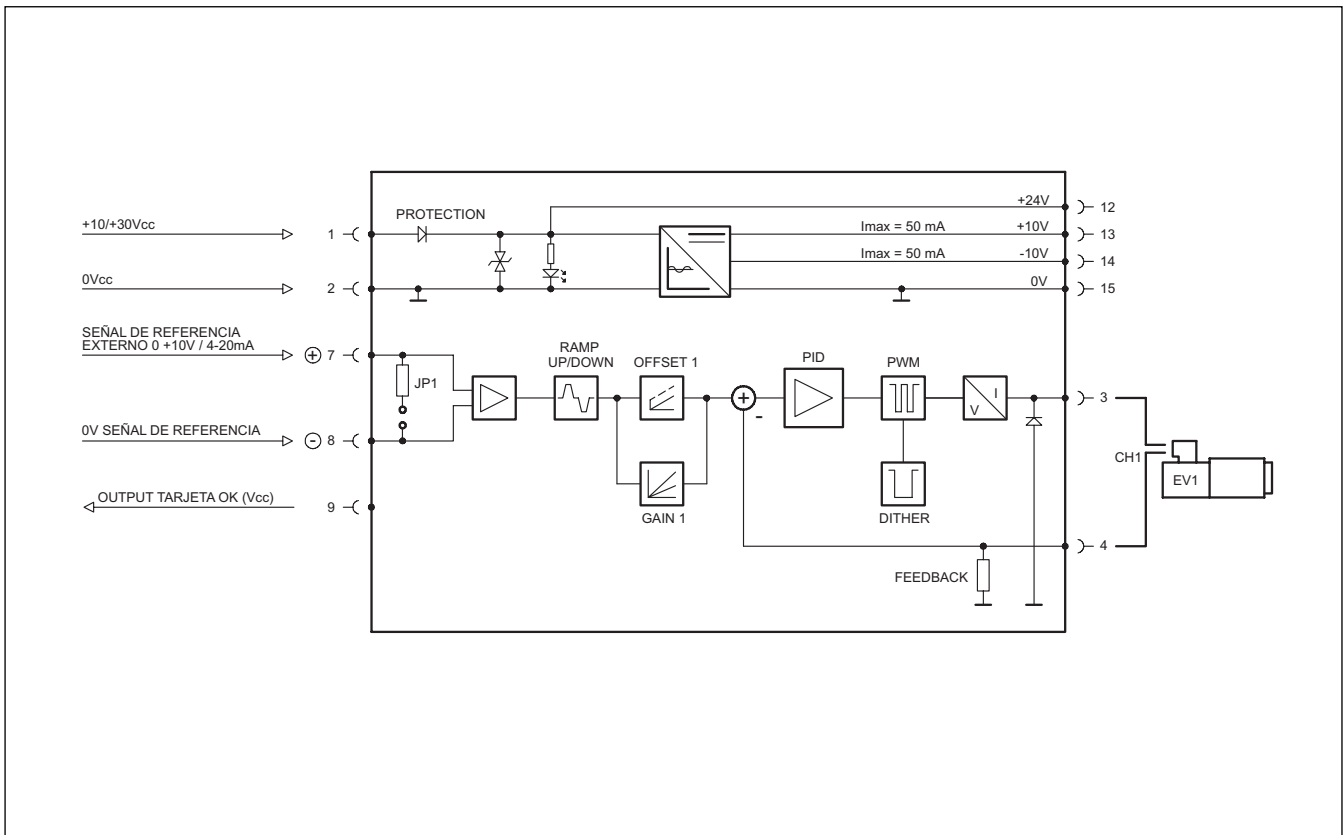 +24V
12
+10/+30Vcc
1
PROTECTION
Imax = 50 mA
+10V
13
Imax = 50 mA
-10V
14
0Vcc
2
0V
15
SEÑAL DE REFERENCIA
EXTERNO 0 +10V / 4-20mA
+ 7
JP1
RAMP
UP/DOWN
OFFSET 1
+
-
PID
PWM
I
V
3
0V SEÑAL DE REFERENCIA
- 8
CH1
EV1
OUTPUT TARJETA OK (Vcc)
9
GAIN 1
DITHER
4
FEEDBACK